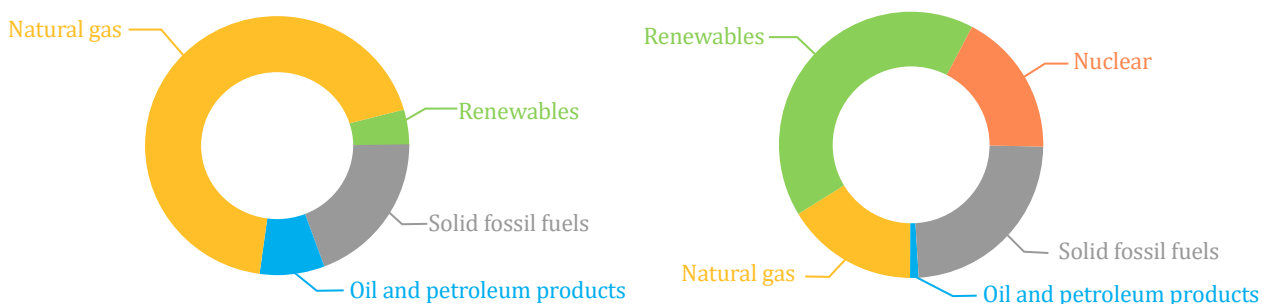 Natural gas
Renewables
Solid fossil fuels
Oil and petroleum products
Renewables
Nuclear
Solid fossil fuels
Natural gas
Oil and petroleum products